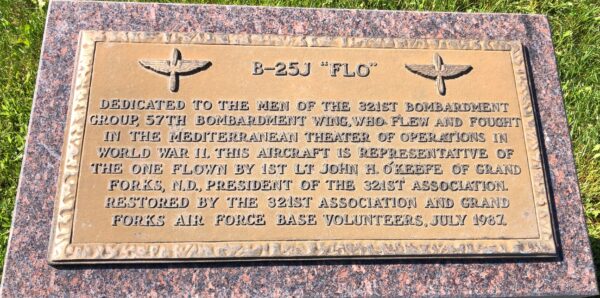 B-25J "FLO"
DEDICATED TO THE MEN OF THE 321ST BOMBARDMENT
GROUP, 57TH BOMBARDMENT WING, WHO FLEW AND FOUGHT
IN THE MEDITERRANEAN THEATER OF OPERATIONS IN
WORLD WAR II. THIS AIRCRAFT IS REPRESENTATIVE OF
THE ONE FLOWN BY 1ST LT JOHN H. O'KEEFE OF GRAND
FORKS, N.D., PRESIDENT OF THE 321ST ASSOCIATION.
RESTORED BY THE 321ST ASSOCIATION AND GRAND
FORKS AIR FORCE BASE VOLUNTEERS, JULY 1987.